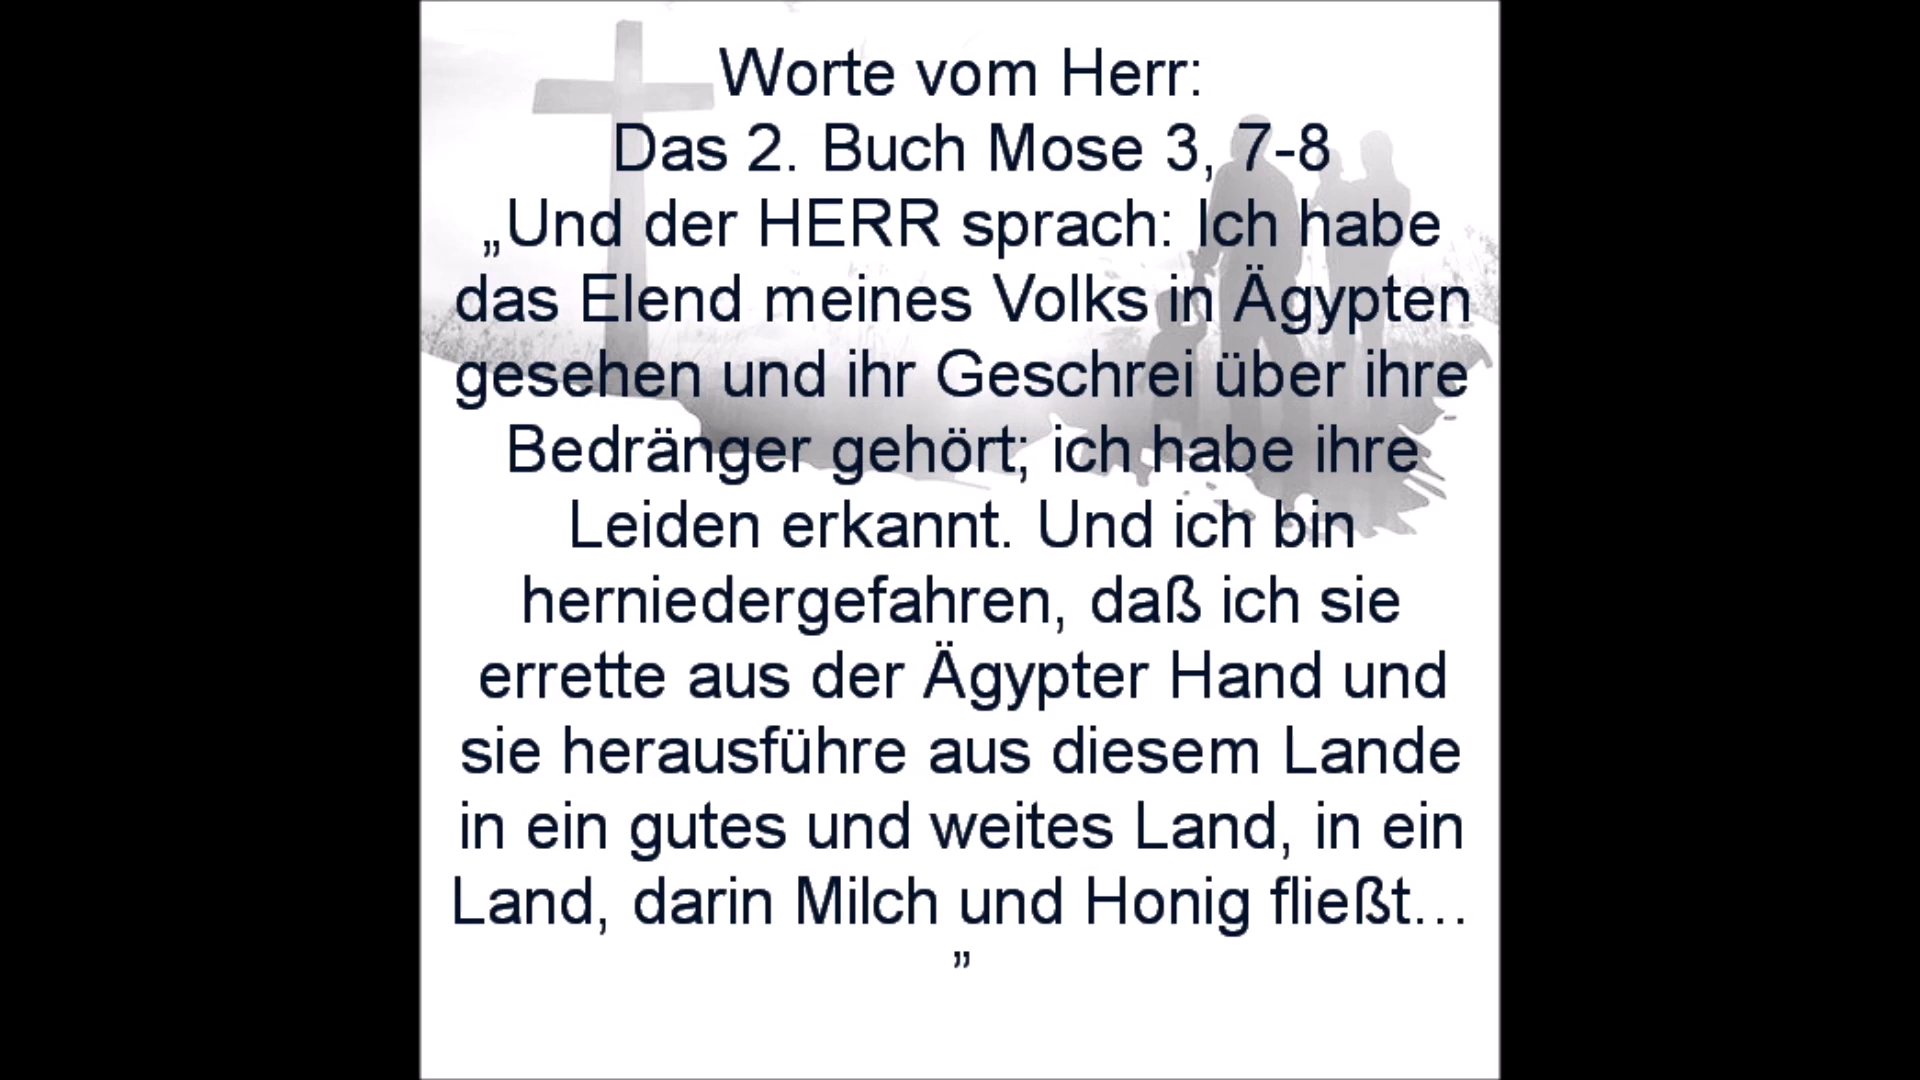 Worte vom Herr:
Das 2. Buch Mose 3, 7-8
„Und der HERR sprach: Ich habe
das Elend meines Volks in Ägypten
gesehen und ihr Geschrei über ihre
Bedränger gehört; ich habe ihre
Leiden erkannt. Und ich bin
herniedergefahren, daß ich sie
errette aus der Ägypter Hand und
sie herausführe aus diesem Lande
in ein gutes und weites Land, in ein
Land, darin Milch und Honig fließt…
”